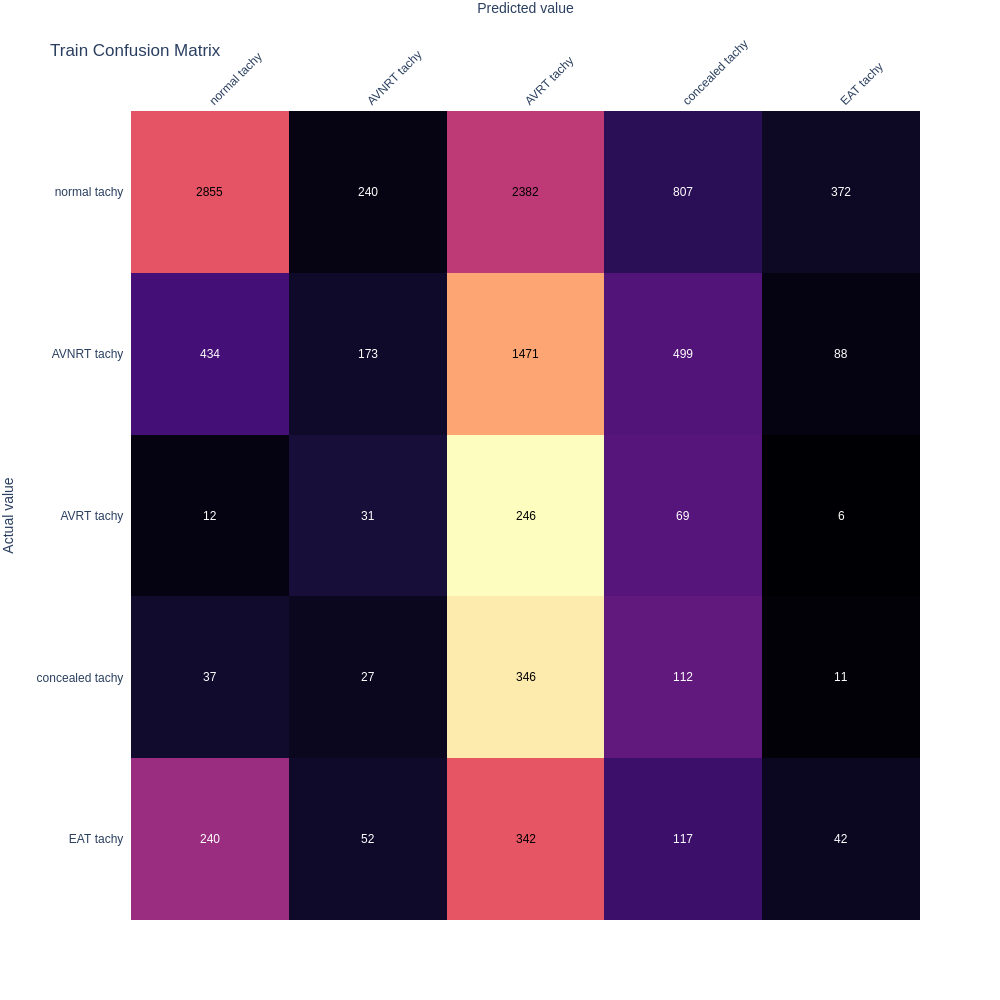 Predicted value
Train Confusion Matrix
normal tachy AVNRT tachy AVRT tachy concealed tachy EAT tachy
normal tachy 2855 240 2382 807 372
AVNRT tachy 434 173 1471 499 88
Actual value
AVRT tachy 12 31 246 69 6
concealed tachy 37 27 346 112 11
EAT tachy 240 52 342 117 42